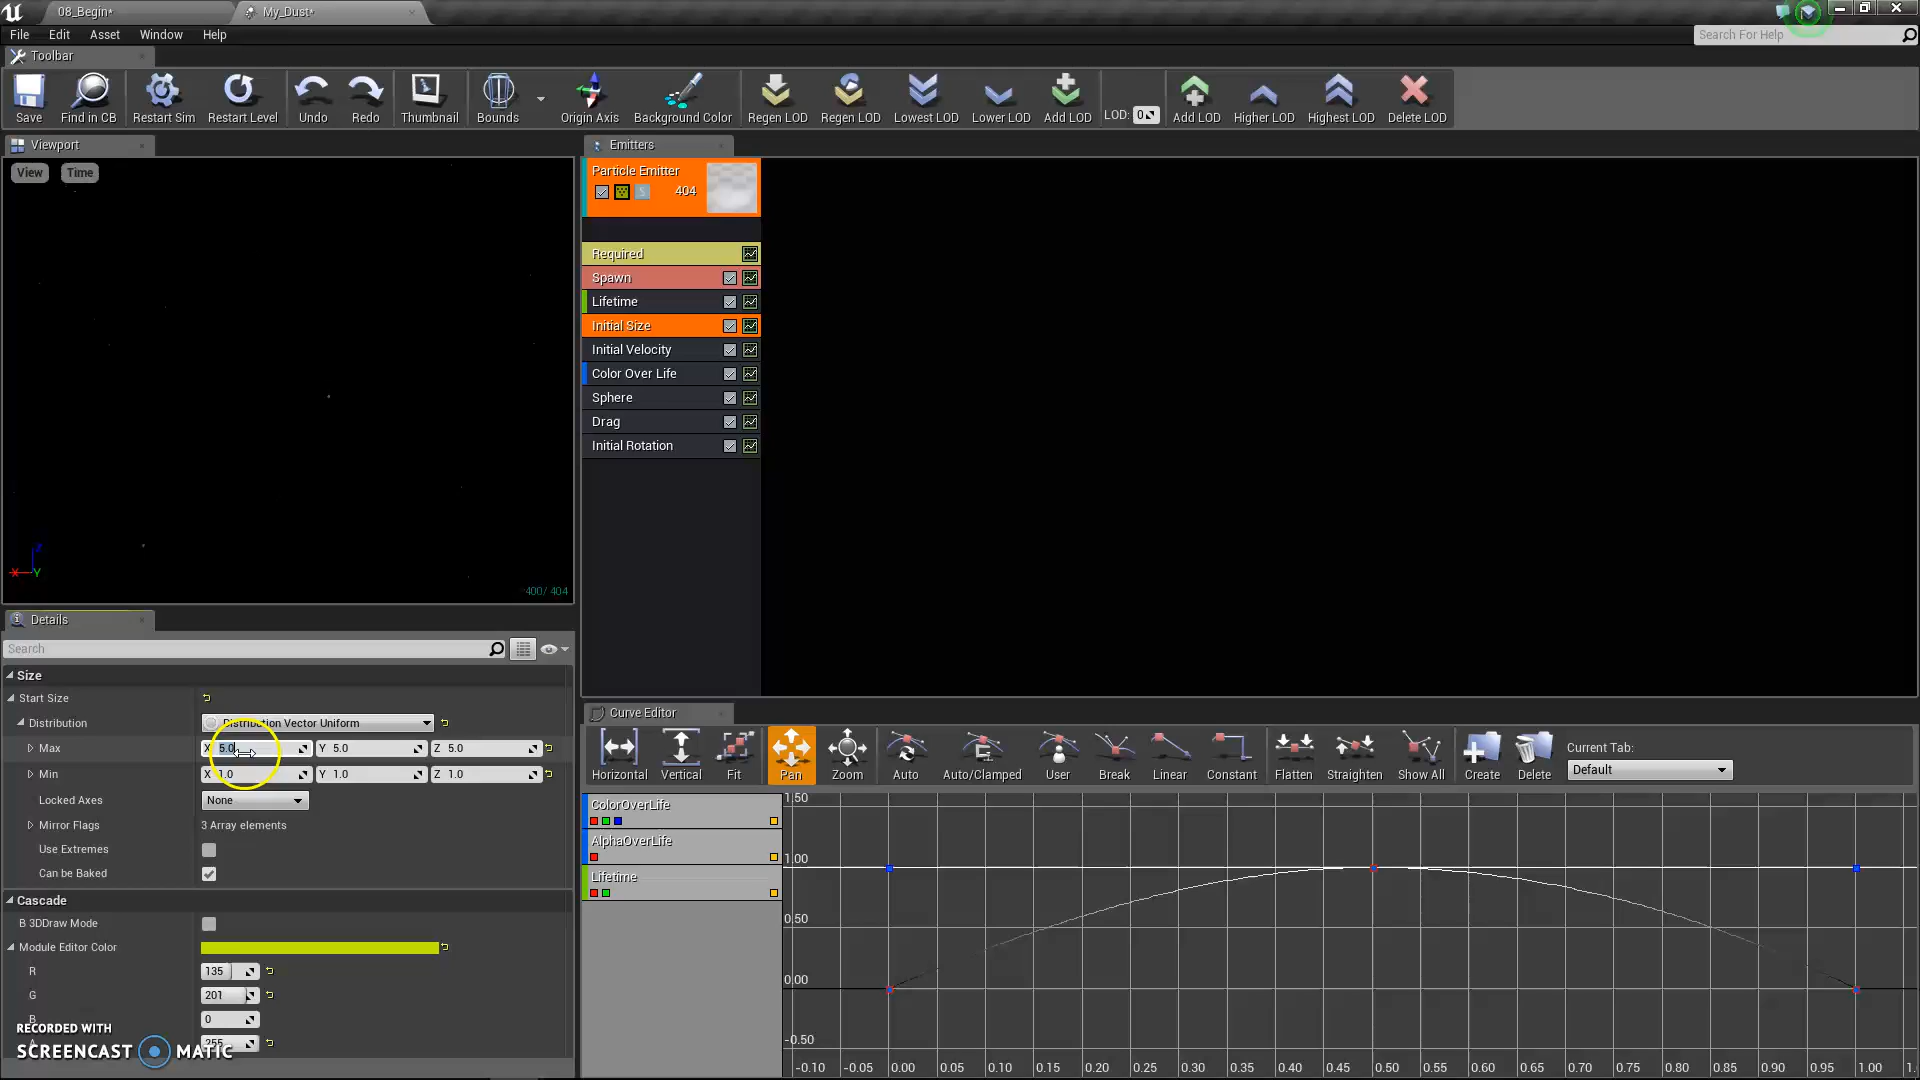 08_Begin*
My_Dust*
File Edit Asset Window Help
Search For Help
Toolbar
Save Find in CB Restart Sim Restart Level Undo Redo Thumbnail Bounds Origin Axis Background Color Regen LOD Regen LOD Lowest LOD Lower LOD Add LOD LOD: 0 Add LOD Higher LOD Highest LOD Delete LOD
Viewport
View Time
X Y Z
400/ 404
Emitters
Particle Emitter
S 404
Required
Spawn
Lifetime
Initial Size
Initial Velocity
Color Over Life
Sphere
Drag
Initial Rotation
Details
Search
Size
Start Size
Distribution Distribution Vector Uniform
Max X 5.0 Y 5.0 Z 5.0
Min X 1.0 Y 1.0 Z 1.0
Locked Axes None
Mirror Flags 3 Array elements
Use Extremes
Can be Baked
Cascade
B 3DDraw Mode
Module Editor Color
R 135
G 201
B 0
A 255
RECORDED WITH
SCREENCAST MATIC
Curve Editor
Horizontal Vertical Fit Pan Zoom Auto Auto/Clamped User Break Linear Constant Flatten Straighten Show All Create Delete
Current Tab:
Default
ColorOverLife
AlphaOverLife
Lifetime
1.50
1.00
0.50
0.00
-0.50
-0.10 -0.05 0.00 0.05 0.10 0.15 0.20 0.25 0.30 0.35 0.40 0.45 0.50 0.55 0.60 0.65 0.70 0.75 0.80 0.85 0.90 0.95 1.00